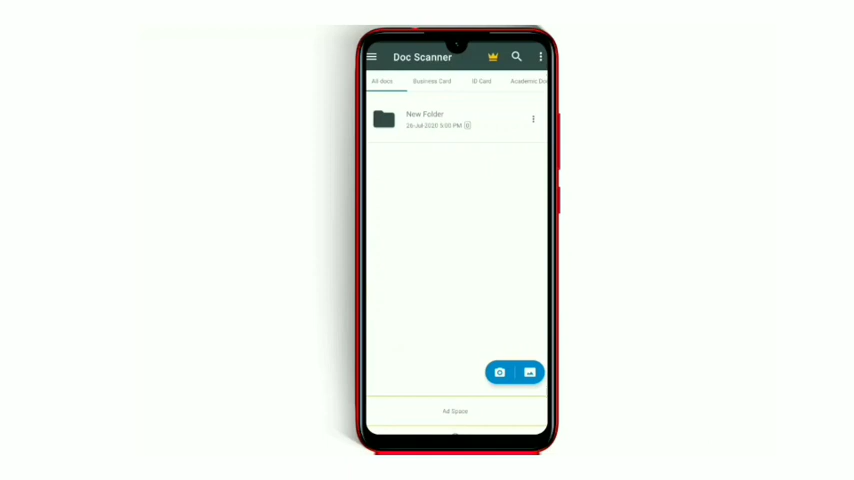 Doc Scanner
All docs Business Card ID Card Academic Do
New Folder
26-Jul-2020 5:00 PM 0
Ad Space